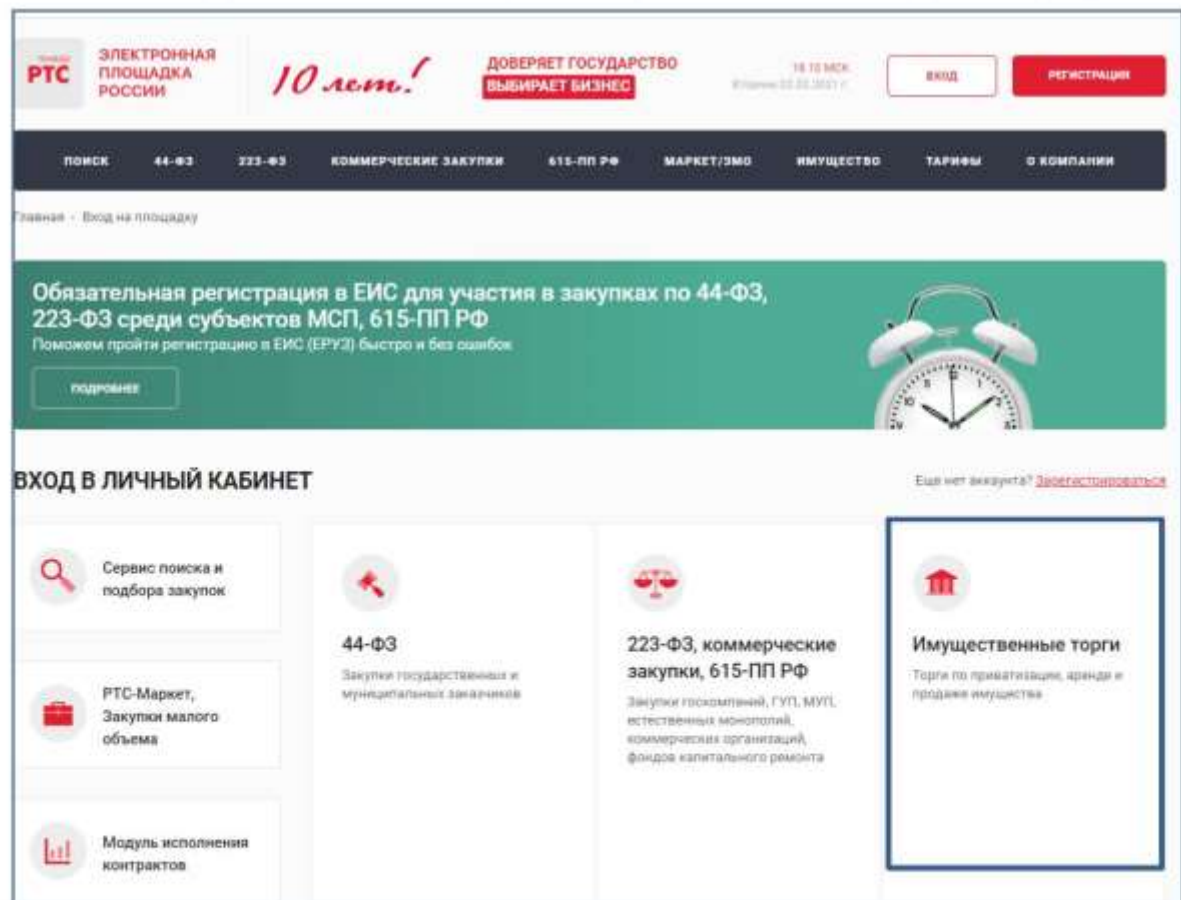 РТС
ЭЛЕКТРОННАЯ
ПЛОЩАДКА
РОССИИ
10 лет!
ДОВЕРЯЕТ ГОСУДАРСТВО
ВЫБИРАЕТ БИЗНЕС
ВХОД
РЕГИСТРАЦИЯ
ПОИСК 44-ФЗ 223-ФЗ КОММЕРЧЕСКИЕ ЗАКУПКИ 615-ПП РФ МАРКЕТ/ЭМО ИМУЩЕСТВО ТАРИФЫ О КОМПАНИИ
Главная - Вход на площадку
Обязательная регистрация в ЕИС для участия в закупках по 44-ФЗ,
223-ФЗ среди субъектов МСП, 615-ПП РФ
Поможем пройти регистрацию в ЕИС (ЕРУЗ) быстро и без ошибок
ПОДРОБНЕЕ
ВХОД В ЛИЧНЫЙ КАБИНЕТ
Еще нет аккаунта? Зарегистрироваться
Сервис поиска и
подбора закупок
РТС-Маркет,
Закупки малого
объема
Модуль исполнения
контрактов
44-ФЗ
Закупки государственных и
муниципальных заказчиков
223-ФЗ, коммерческие
закупки, 615-ПП РФ
Закупки госкомпаний, ГУП, МУП,
естественных монополий,
коммерческих организаций,
фондов капитального ремонта
Имущественные торги
Торги по приватизации, аренде и
продаже имущества